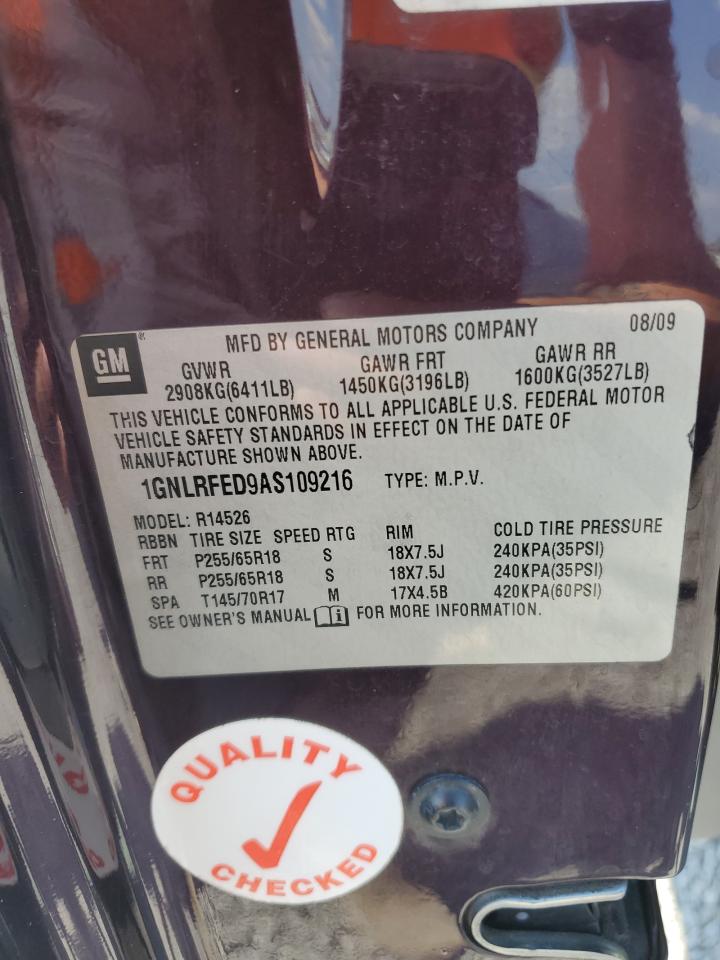 GM
MFD BY GENERAL MOTORS COMPANY 08/09
GVWR GAWR FRT GAWR RR
2908KG(6411LB) 1450KG(3196LB) 1600KG(3527LB)
THIS VEHICLE CONFORMS TO ALL APPLICABLE U.S. FEDERAL MOTOR
VEHICLE SAFETY STANDARDS IN EFFECT ON THE DATE OF
MANUFACTURE SHOWN ABOVE.
1GNLRFED9AS109216 TYPE: M.P.V.
MODEL: R14526
RBBN TIRE SIZE SPEED RTG RIM COLD TIRE PRESSURE
FRT P255/65R18 S 18X7.5J 240KPA(35PSI)
RR P255/65R18 S 18X7.5J 240KPA(35PSI)
SPA T145/70R17 M 17X4.5B 420KPA(60PSI)
SEE OWNER'S MANUAL i FOR MORE INFORMATION.
QUALITY
CHECKED